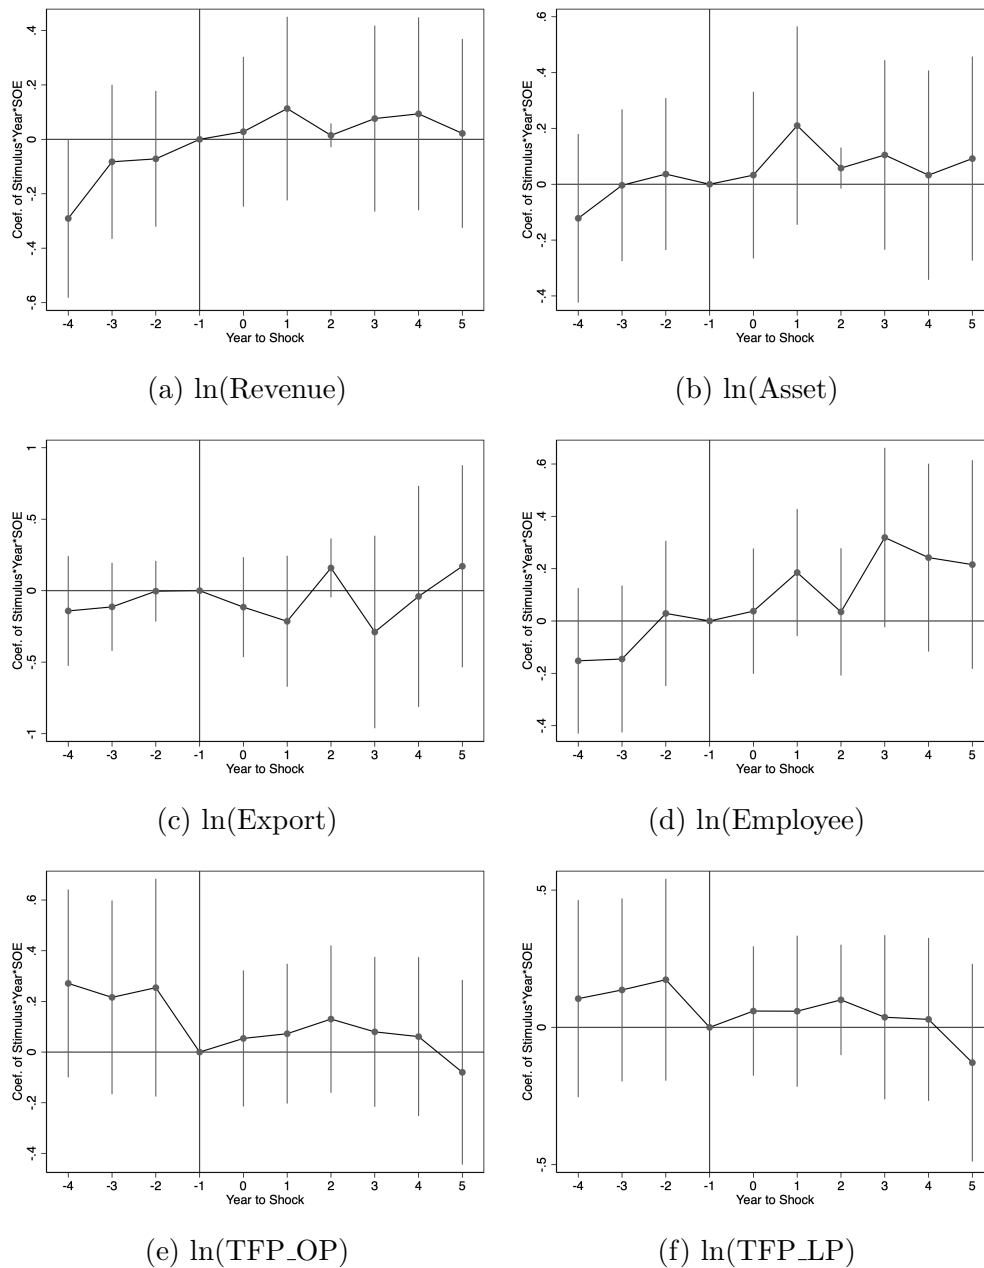 Coef. of Stimulus*Year*SOE
.4
.2
0
-.2
-.4
-.6
-4 -3 -2 -1 0 1 2 3 4 5
Year to Shock
(a) ln(Revenue)
Coef. of Stimulus*Year*SOE
.6
.4
.2
0
-.2
-.4
-4 -3 -2 -1 0 1 2 3 4 5
Year to Shock
(b) ln(Asset)
Coef. of Stimulus*Year*SOE
1
.5
0
-.5
-1
-4 -3 -2 -1 0 1 2 3 4 5
Year to Shock
(c) ln(Export)
Coef. of Stimulus*Year*SOE
.6
.4
.2
0
-.2
-.4
-4 -3 -2 -1 0 1 2 3 4 5
Year to Shock
(d) ln(Employee)
Coef. of Stimulus*Year*SOE
.6
.4
.2
0
-.2
-.4
-4 -3 -2 -1 0 1 2 3 4 5
Year to Shock
(e) ln(TFP_OP)
Coef. of Stimulus*Year*SOE
.5
0
-.5
-4 -3 -2 -1 0 1 2 3 4 5
Year to Shock
(f) ln(TFP_LP)